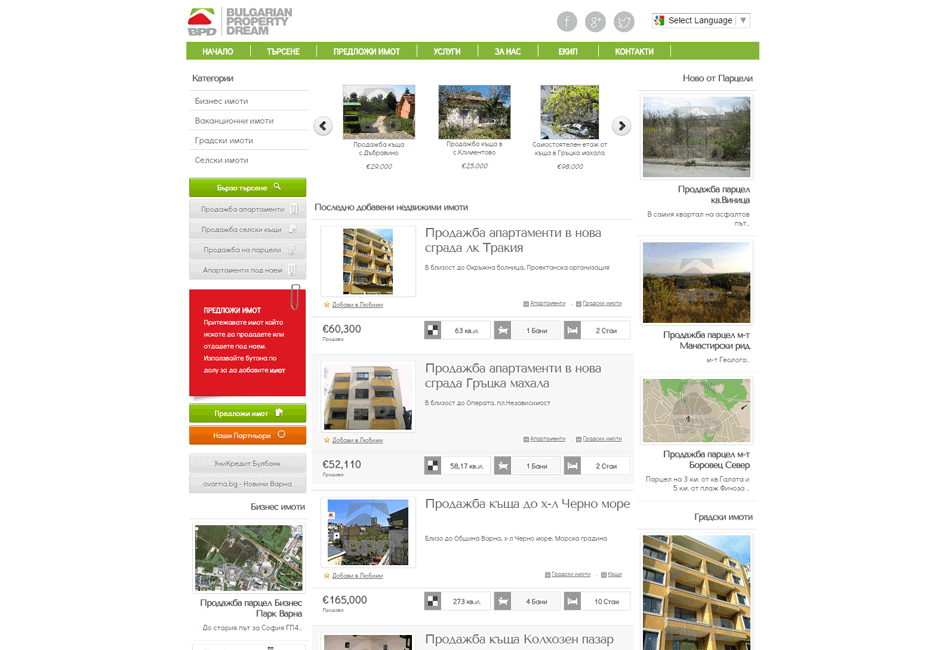 BULGARIAN
PROPERTY
DREAM
BPD
Select Language ▼
НАЧАЛО
ТЪРСЕНЕ
ПРЕДЛОЖИ ИМОТ
УСЛУГИ
ЗА НАС
ЕКИП
КОНТАКТИ
Категории
Бизнес имоти
Ваканционни имоти
Градски имоти
Селски имоти
Бързо търсене
Продажба апартаменти
Продажба селски къщи
Продажба на парцели
Апартаменти под наем
ПРЕДЛОЖИ ИМОТ
Притежавате имот който
искате да продадете или
отдадете под наем.
Използвайте бутона по
долу за да добавите имот
Предложи имот
Наши Партньори
УниКредит Булбанк
ovarna.bg - Новини Варна
Бизнес имоти
Продажба парцел Бизнес
Парк Варна
До стария път за София ГП4..
Продажба къща
с.Дъбравино
€29,000
Продажба къща в
с.Климентово
€25,000
Самостоятелен етаж от
къща в Гръцка махала
€98,000
Последно добавени недвижими имоти
Продажба апартаменти в нова
сграда лк Тракия
В близост до Окръжна болница, Проектанска организация
Добави в Любими
Апартаменти , Градски имоти
€60,300
Продава
63 кв.м.
1 Бани
2 Стаи
Продажба апартаменти в нова
сграда Гръцка махала
В близост до Операта, пл.Независимост
Добави в Любими
Апартаменти , Градски имоти
€52,110
Продава
58,17 кв.м.
1 Бани
2 Стаи
Продажба къща до х-л Черно море
Близо до Община Варна, х-л Черно море, Морска градина
Добави в Любими
Градски имоти , Къщи
€165,000
Продава
273 кв.м.
4 Бани
10 Стаи
Продажба къща Колхозен пазар
Ново от Парцели
Продажба парцел
кв.Виница
В самия квартал на асфалтов
път..
Продажба парцел м-т
Манастирски рид
м-т Геолога..
Продажба парцел м-т
Боровец Север
Парцел на 3 км. от кв.Галата и
5 км. от плаж Фичоза ..
Градски имоти